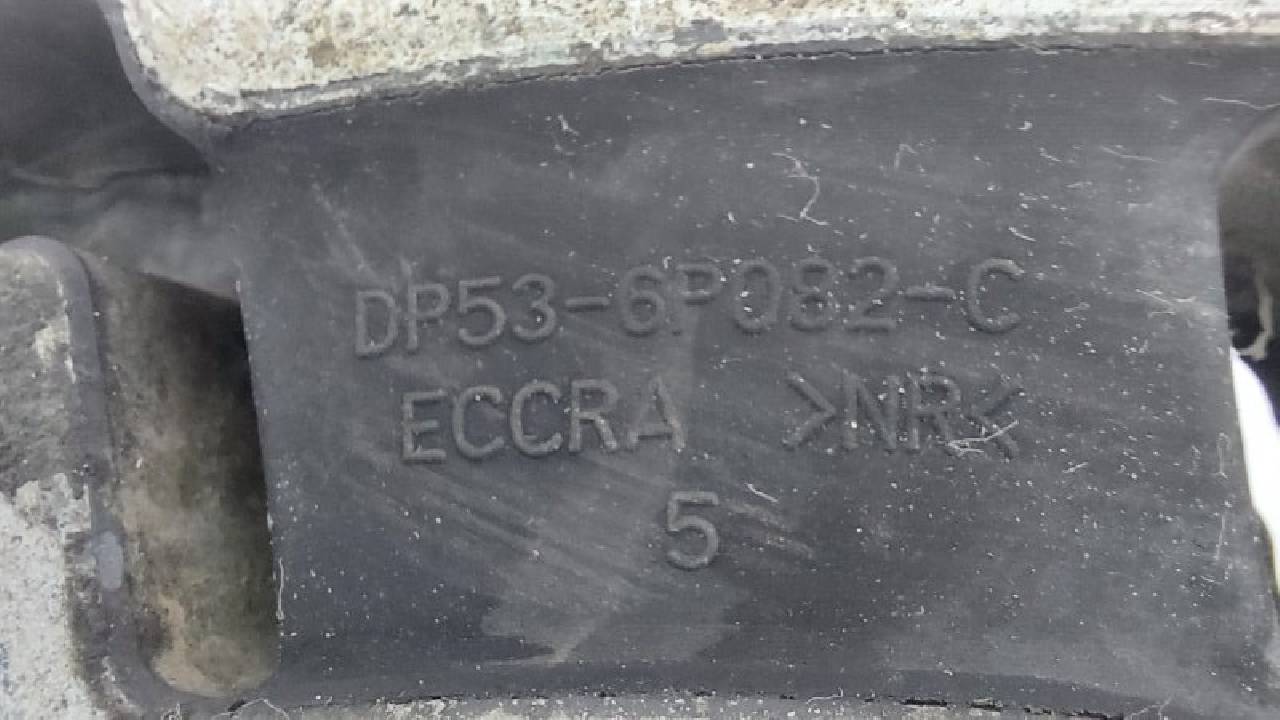 DP53-6P082-C
ECCRA >NR<
5